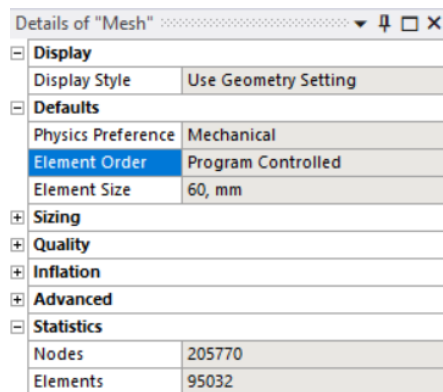 Details of "Mesh"
Display
Display Style Use Geometry Setting
Defaults
Physics Preference Mechanical
Element Order Program Controlled
Element Size 60, mm
Sizing
Quality
Inflation
Advanced
Statistics
Nodes 205770
Elements 95032